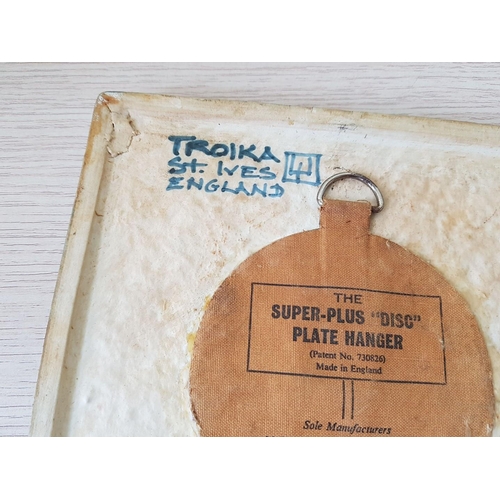 TROIKA
St. IVES
ENGLAND
THE
SUPER-PLUS "DISC"
PLATE HANGER
(Patent No. 730826)
Made in England
Sole Manufacturers